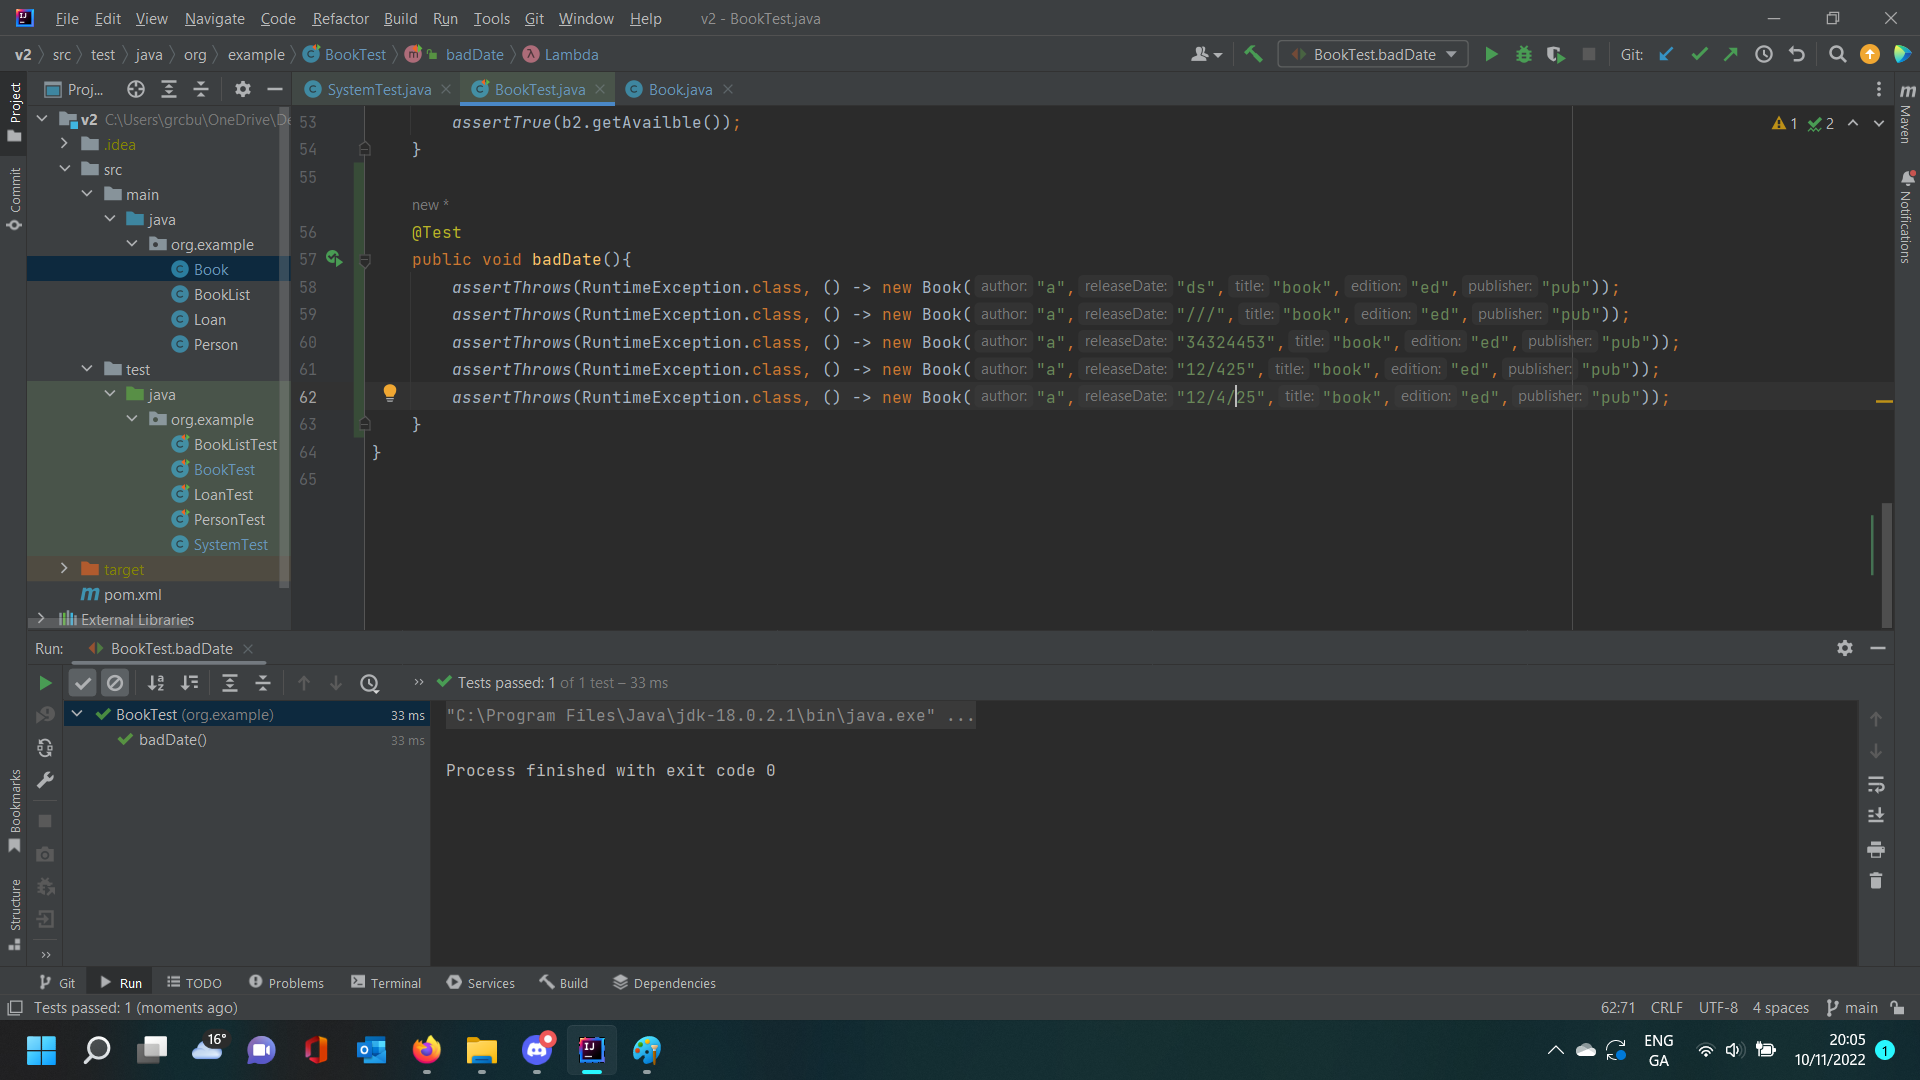 File Edit View Navigate Code Refactor Build Run Tools Git Window Help v2 - BookTest.java
v2 src test java org example BookTest badDate Lambda BookTest.badDate Git:
Proj... SystemTest.java BookTest.java Book.java
Project
Commit
Bookmarks
Structure
v2 C:\Users\grcbu\OneDrive\De
.idea
src
main
java
org.example
Book
BookList
Loan
Person
test
java
org.example
BookListTest
BookTest
LoanTest
PersonTest
SystemTest
target
pom.xml
External Libraries
1 2
53 assertTrue(b2.getAvailble());
54 }
55
new *
56 @Test
57 public void badDate(){
58 assertThrows(RuntimeException.class, () -> new Book( author: "a", releaseDate: "ds", title: "book", edition: "ed", publisher: "pub"));
59 assertThrows(RuntimeException.class, () -> new Book( author: "a", releaseDate: "///", title: "book", edition: "ed", publisher: "pub"));
60 assertThrows(RuntimeException.class, () -> new Book( author: "a", releaseDate: "34324453", title: "book", edition: "ed", publisher: "pub"));
61 assertThrows(RuntimeException.class, () -> new Book( author: "a", releaseDate: "12/425", title: "book", edition: "ed", publisher: "pub"));
62 assertThrows(RuntimeException.class, () -> new Book( author: "a", releaseDate: "12/4/25", title: "book", edition: "ed", publisher: "pub"));
63 }
64 }
65
Maven
Notifications
Run: BookTest.badDate
Tests passed: 1 of 1 test – 33 ms
BookTest (org.example) 33 ms
badDate() 33 ms
"C:\Program Files\Java\jdk-18.0.2.1\bin\java.exe" ...
Process finished with exit code 0
Git Run TODO Problems Terminal Services Build Dependencies
Tests passed: 1 (moments ago) 62:71 CRLF UTF-8 4 spaces main
16°
ENG
GA
20:05
10/11/2022
1